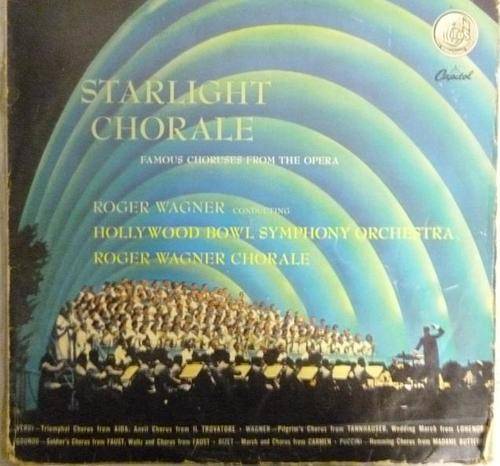 Capitol
STARLIGHT
CHORALE
FAMOUS CHORUSES FROM THE OPERA
ROGER WAGNER CONDUCTING
HOLLYWOOD BOWL SYMPHONY ORCHESTRA
ROGER WAGNER CHORALE
VERDI—Triumphal Chorus from AIDA, Anvil Chorus from IL TROVATORE • WAGNER—Pilgrim's Chorus from TANNHAUSER, Wedding March from LOHENGR
GOUNOD—Soldier's Chorus from FAUST, Waltz and Chorus from FAUST • BIZET—March and Chorus from CARMEN • PUCCINI—Humming Chorus from MADAME BUTTERF